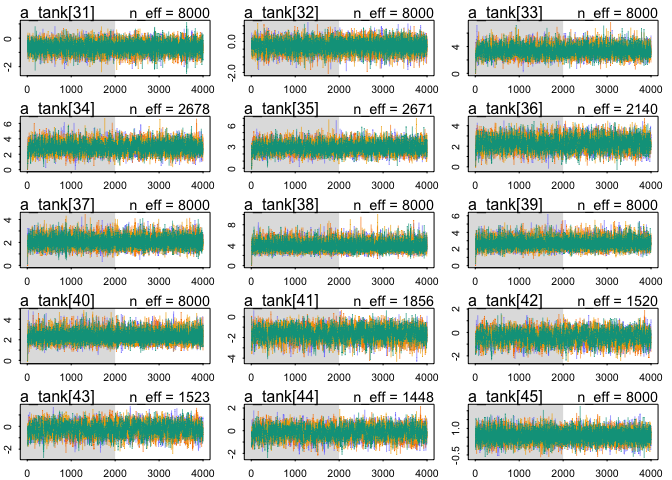 a_tank[31] n_eff = 8000 a_tank[32] n_eff = 8000 a_tank[33] n_eff = 8000
0 0.0 4
-2 -2.0 0
0 1000 2000 3000 4000 0 1000 2000 3000 4000 0 1000 2000 3000 4000
a_tank[34] n_eff = 2678 a_tank[35] n_eff = 2671 a_tank[36] n_eff = 2140
6 6 4
4 3 2
2 0 0
0
0 1000 2000 3000 4000 0 1000 2000 3000 4000 0 1000 2000 3000 4000
a_tank[37] n_eff = 8000 a_tank[38] n_eff = 8000 a_tank[39] n_eff = 8000
4 8 6
2 4 4
0 0 2
0
0 1000 2000 3000 4000 0 1000 2000 3000 4000 0 1000 2000 3000 4000
a_tank[40] n_eff = 8000 a_tank[41] n_eff = 1856 a_tank[42] n_eff = 1520
4 0 2
2 -2 0
0 -4 -2
0 1000 2000 3000 4000 0 1000 2000 3000 4000 0 1000 2000 3000 4000
a_tank[43] n_eff = 1523 a_tank[44] n_eff = 1448 a_tank[45] n_eff = 8000
0 2 1.0
-2 0 -0.5
-2
0 1000 2000 3000 4000 0 1000 2000 3000 4000 0 1000 2000 3000 4000